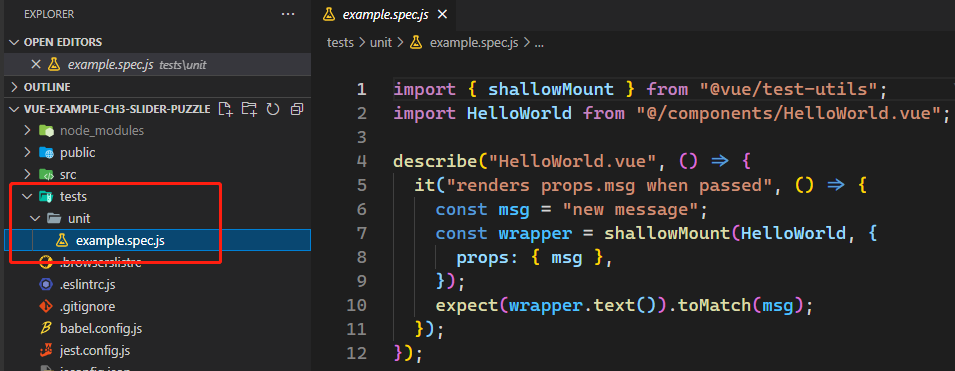 EXPLORER
OPEN EDITORS
example.spec.js tests\unit
OUTLINE
VUE-EXAMPLE-CH3-SLIDER-PUZZLE
node_modules
public
src
tests
unit
example.spec.js
.browserslistrc
.eslintrc.js
.gitignore
babel.config.js
jest.config.js
jsconfig.json
example.spec.js
tests > unit > example.spec.js > ...
1 import { shallowMount } from "@vue/test-utils";
2 import HelloWorld from "@/components/HelloWorld.vue";
3
4 describe("HelloWorld.vue", () => {
5 it("renders props.msg when passed", () => {
6 const msg = "new message";
7 const wrapper = shallowMount(HelloWorld, {
8 props: { msg },
9 });
10 expect(wrapper.text()).toMatch(msg);
11 });
12 });